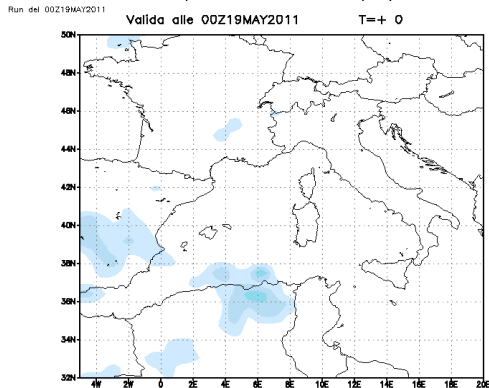 Run del 00Z19MAY2011
Valida alle 00Z19MAY2011 T=+ 0
50N
48N
46N
44N
42N
40N
38N
36N
34N
32N
4W 2W 0 2E 4E 6E 8E 10E 12E 14E 16E 18E 20E